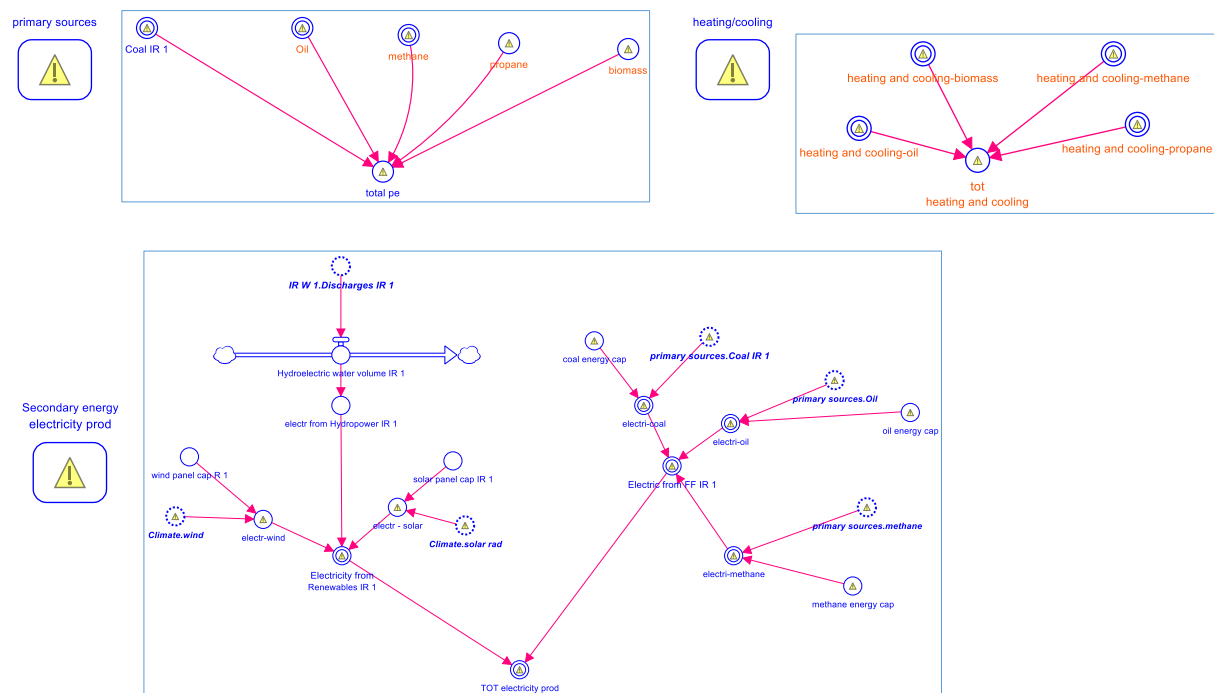 primary sources
Coal IR 1
Oil
methane
propane
biomass
total pe
heating/cooling
heating and cooling-biomass
heating and cooling-methane
heating and cooling-oil
heating and cooling-propane
tot
heating and cooling
Secondary energy
electricity prod
IR W 1.Discharges IR 1
Hydroelectric water volume IR 1
electr from Hydropower IR 1
wind panel cap R 1
solar panel cap IR 1
Climate.wind
electr-wind
electr - solar
Climate.solar rad
Electricity from
Renewables IR 1
coal energy cap
primary sources.Coal IR 1
electri-coal
primary sources.Oil
electri-oil
oil energy cap
Electric from FF IR 1
primary sources.methane
electri-methane
methane energy cap
TOT electricity prod